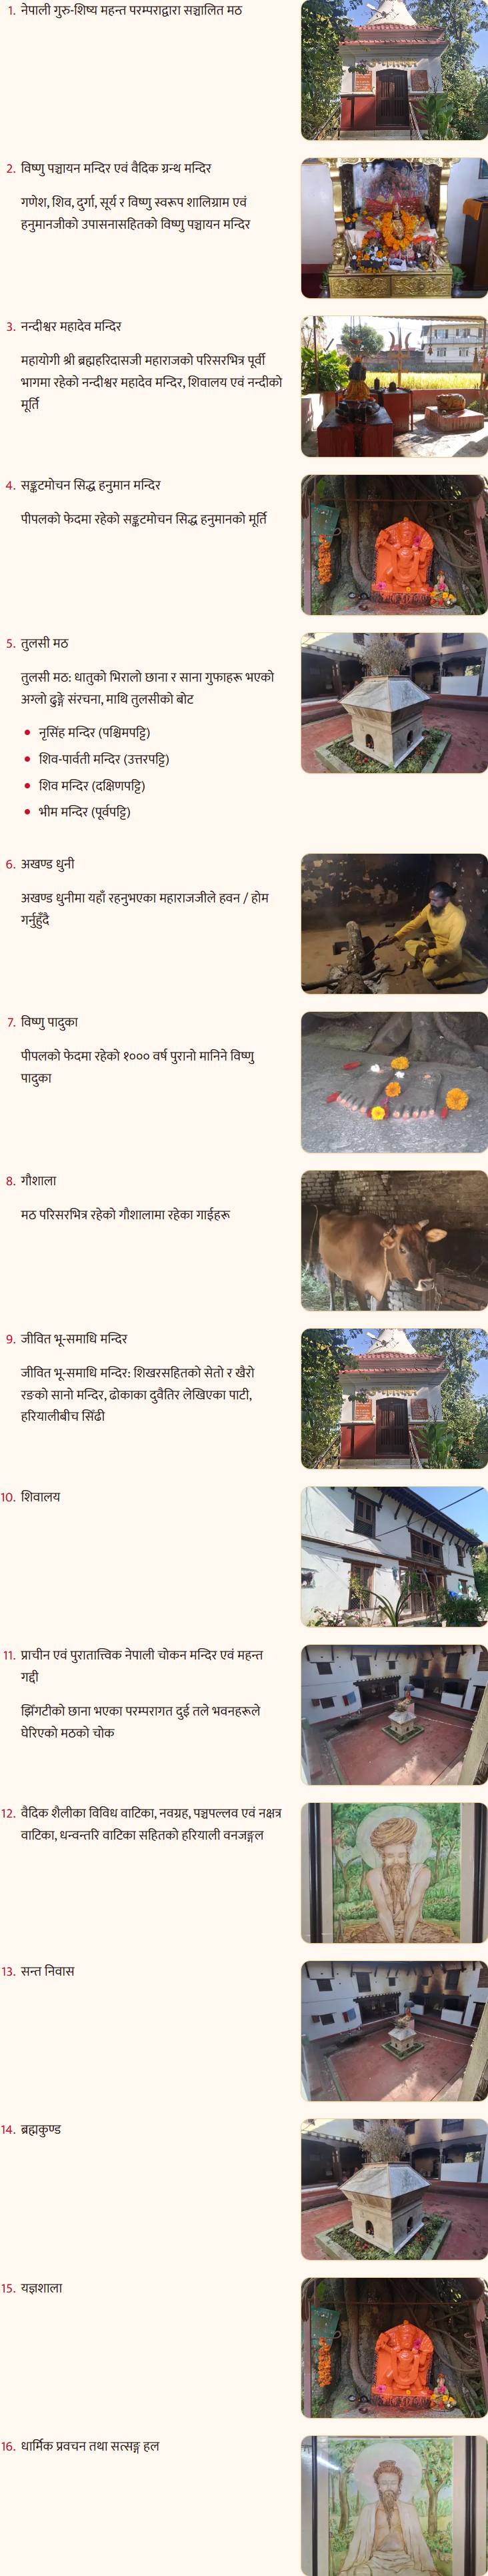 1. नेपाली गुरु-शिष्य महन्त परम्पराद्वारा सञ्चालित मठ
2. विष्णु पञ्चायन मन्दिर एवं वैदिक ग्रन्थ मन्दिर
गणेश, शिव, दुर्गा, सूर्य र विष्णु स्वरूप शालिग्राम एवं
हनुमानजीको उपासनासहितको विष्णु पञ्चायन मन्दिर
3. नन्दीश्वर महादेव मन्दिर
महायोगी श्री ब्रह्महरिदासजी महाराजको परिसरभित्र पूर्वी
भागमा रहेको नन्दीश्वर महादेव मन्दिर, शिवालय एवं नन्दीको
मूर्ति
4. सङ्कटमोचन सिद्ध हनुमान मन्दिर
पीपलको फेदमा रहेको सङ्कटमोचन सिद्ध हनुमानको मूर्ति
5. तुलसी मठ
तुलसी मठ: धातुको भिरालो छाना र साना गुफाहरू भएको
अग्लो ढुङ्गे संरचना, माथि तुलसीको बोट
• नृसिंह मन्दिर (पश्चिमपट्टि)
• शिव-पार्वती मन्दिर (उत्तरपट्टि)
• शिव मन्दिर (दक्षिणपट्टि)
• भीम मन्दिर (पूर्वपट्टि)
6. अखण्ड धुनी
अखण्ड धुनीमा यहाँ रहनुभएका महाराजजीले हवन / होम
गर्नुहुँदै
7. विष्णु पादुका
पीपलको फेदमा रहेको १००० वर्ष पुरानो मानिने विष्णु
पादुका
8. गौशाला
मठ परिसरभित्र रहेको गौशालामा रहेका गाईहरू
9. जीवित भू-समाधि मन्दिर
जीवित भू-समाधि मन्दिर: शिखरसहितको सेतो र खैरो
रङको सानो मन्दिर, ढोकाका दुवैतिर लेखिएका पाटी,
हरियालीबीच सिँढी
10. शिवालय
11. प्राचीन एवं पुरातात्त्विक नेपाली चोकन मन्दिर एवं महन्त
गद्दी
झिँगटीको छाना भएका परम्परागत दुई तले भवनहरूले
घेरिएको मठको चोक
12. वैदिक शैलीका विविध वाटिका, नवग्रह, पञ्चपल्लव एवं नक्षत्र
वाटिका, धन्वन्तरि वाटिका सहितको हरियाली वनजङ्गल
13. सन्त निवास
14. ब्रह्मकुण्ड
15. यज्ञशाला
16. धार्मिक प्रवचन तथा सत्सङ्ग हल